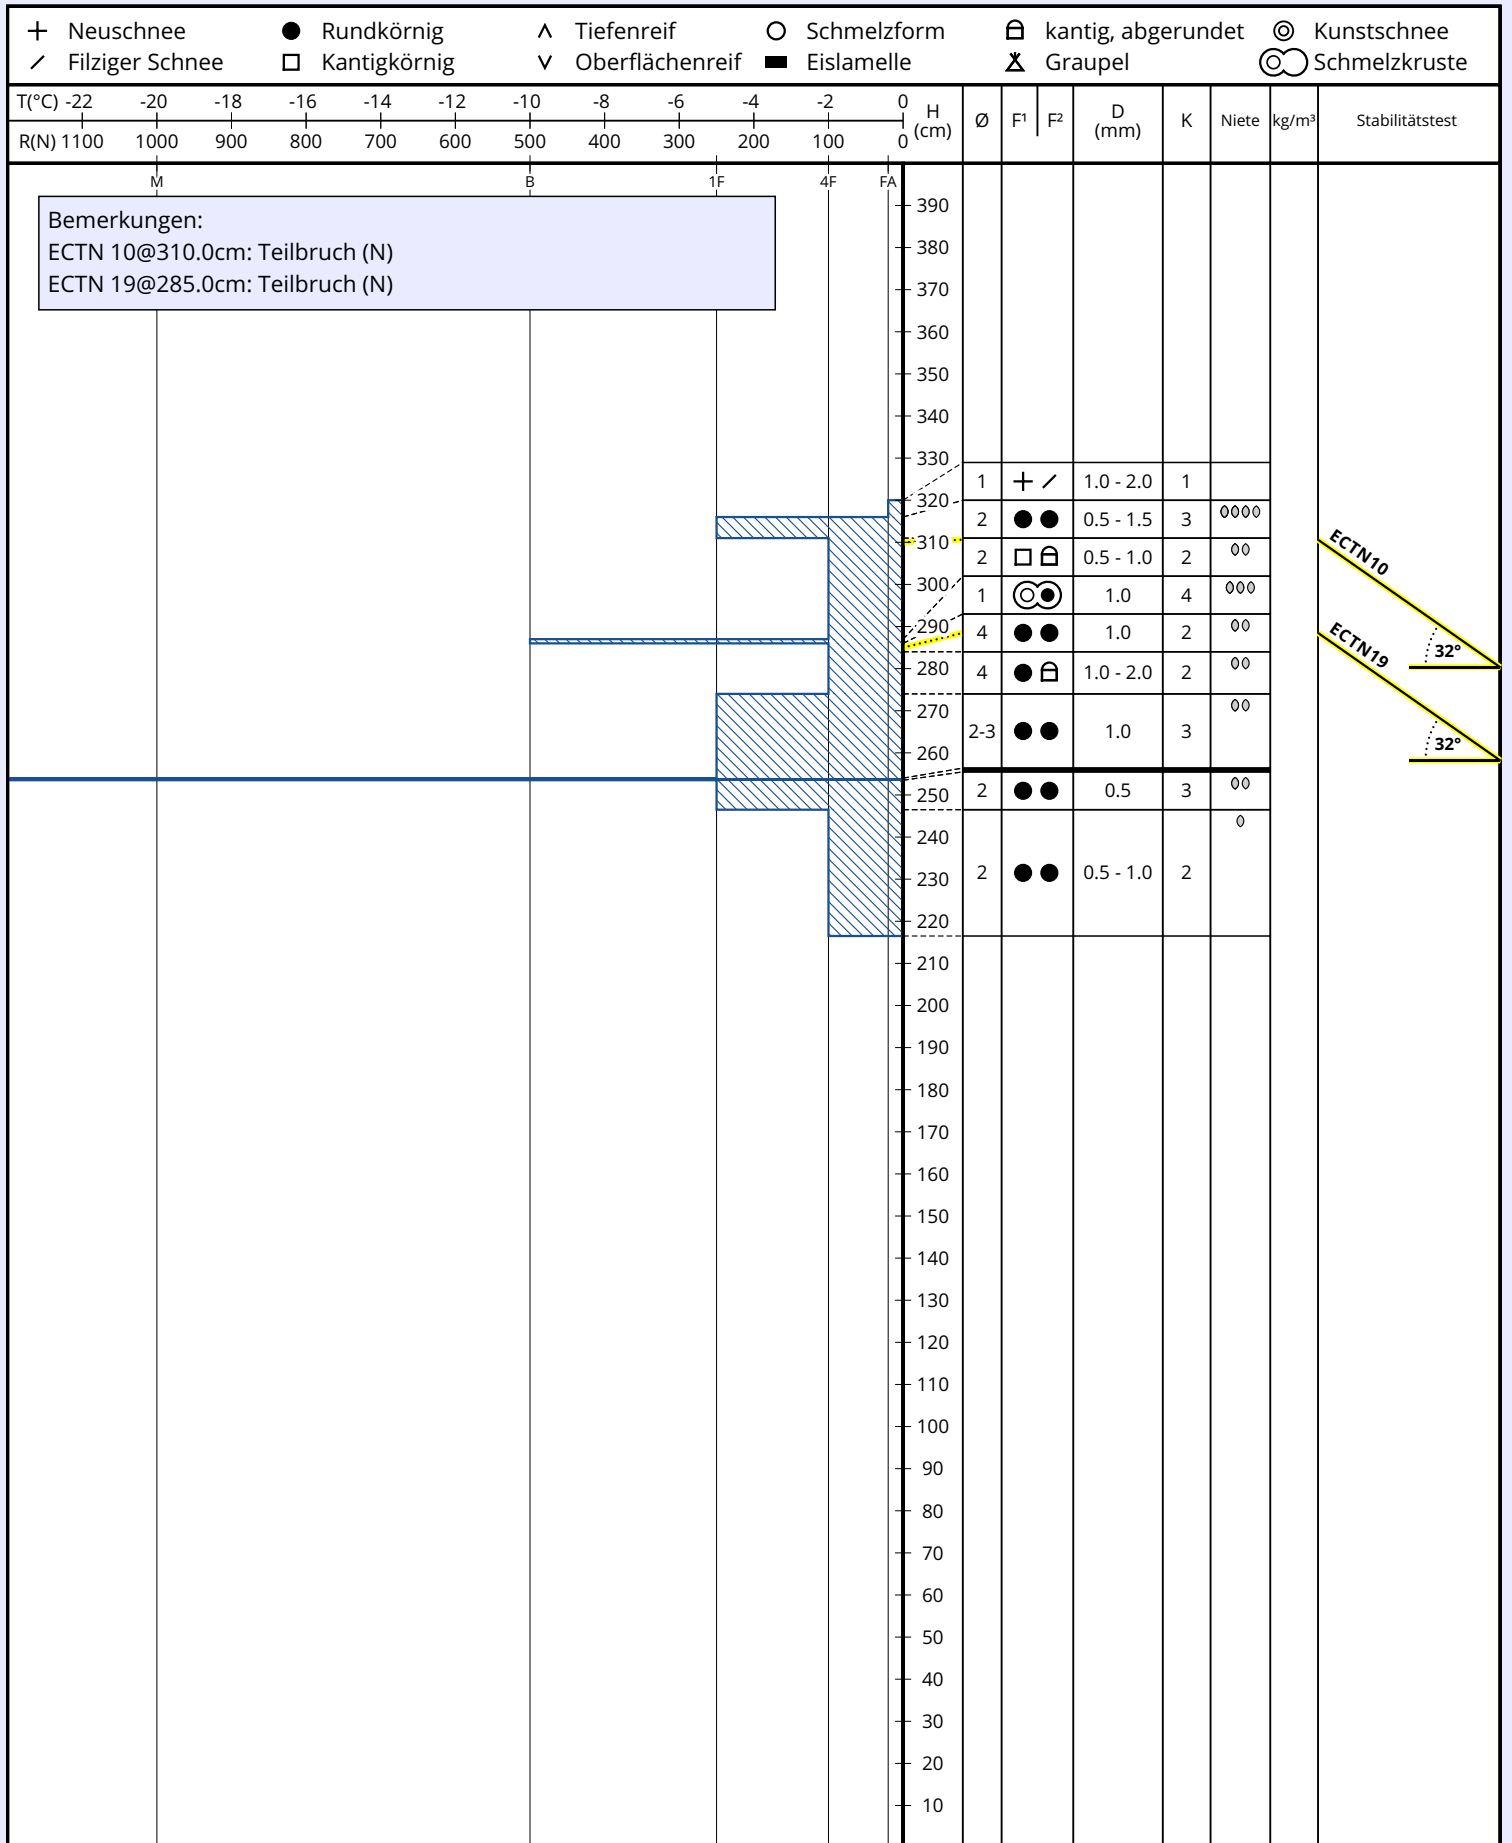 Neuschnee Rundkörnig Tiefenreif Schmelzform kantig, abgerundet Kunstschnee
Filziger Schnee Kantigkörnig Oberflächenreif Eislamelle Graupel Schmelzkruste
T(°C) -22 -20 -18 -16 -14 -12 -10 -8 -6 -4 -2 0
R(N) 1100 1000 900 800 700 600 500 400 300 200 100 0
H (cm) Ø F¹ F² D (mm) K Niete kg/m³ Stabilitätstest
M B 1F 4F FA
Bemerkungen:
ECTN 10@310.0cm: Teilbruch (N)
ECTN 19@285.0cm: Teilbruch (N)
390
380
370
360
350
340
330
1 1.0 - 2.0 1
320
2 0.5 - 1.5 3
310
ECTN10
2 0.5 - 1.0 2
300
1 1.0 4
290
4 1.0 2
ECTN19
32°
280
4 1.0 - 2.0 2
270
2-3 1.0 3
32°
260
250
2 0.5 3
240
230
2 0.5 - 1.0 2
220
210
200
190
180
170
160
150
140
130
120
110
100
90
80
70
60
50
40
30
20
10